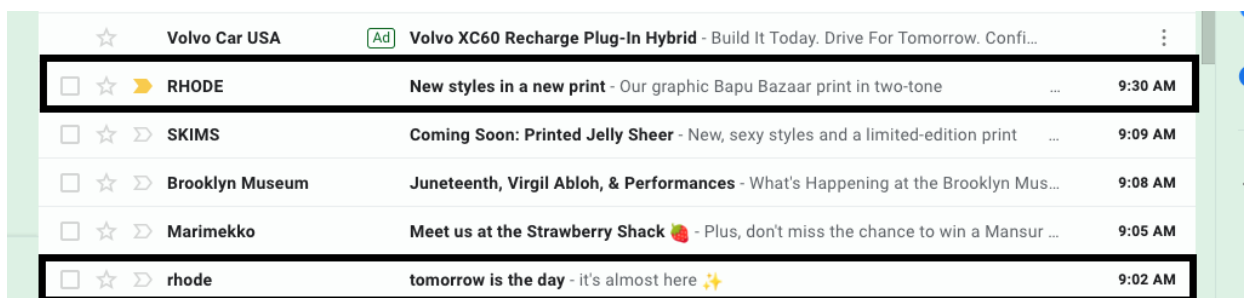 Volvo Car USA Ad Volvo XC60 Recharge Plug-In Hybrid - Build It Today. Drive For Tomorrow. Confi...
RHODE New styles in a new print - Our graphic Bapu Bazaar print in two-tone ... 9:30 AM
SKIMS Coming Soon: Printed Jelly Sheer - New, sexy styles and a limited-edition print ... 9:09 AM
Brooklyn Museum Juneteenth, Virgil Abloh, & Performances - What's Happening at the Brooklyn Mus... 9:08 AM
Marimekko Meet us at the Strawberry Shack 🍓 - Plus, don't miss the chance to win a Mansur ... 9:05 AM
rhode tomorrow is the day - it's almost here ✨ 9:02 AM